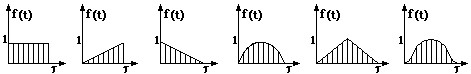 f(t) f(t) f(t) f(t) f(t) f(t)
1 1 1 1 1 1
τ τ τ τ τ τ